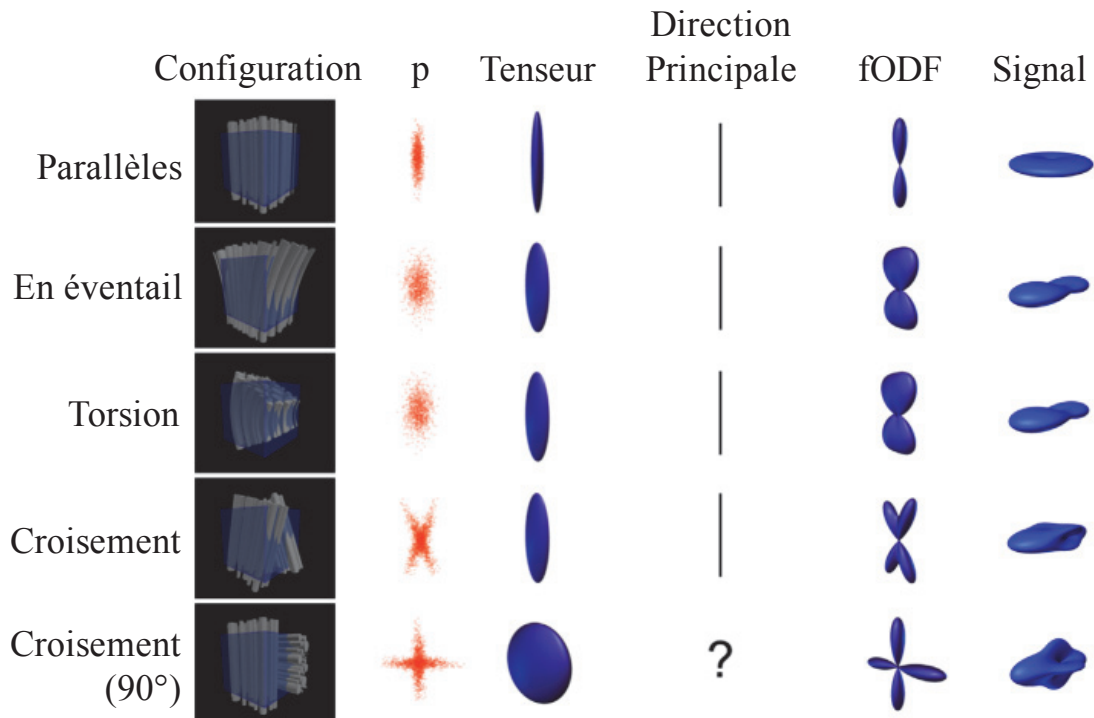 Direction
Configuration p Tenseur Principale fODF Signal
Parallèles
En éventail
Torsion
Croisement
Croisement
(90°)
?